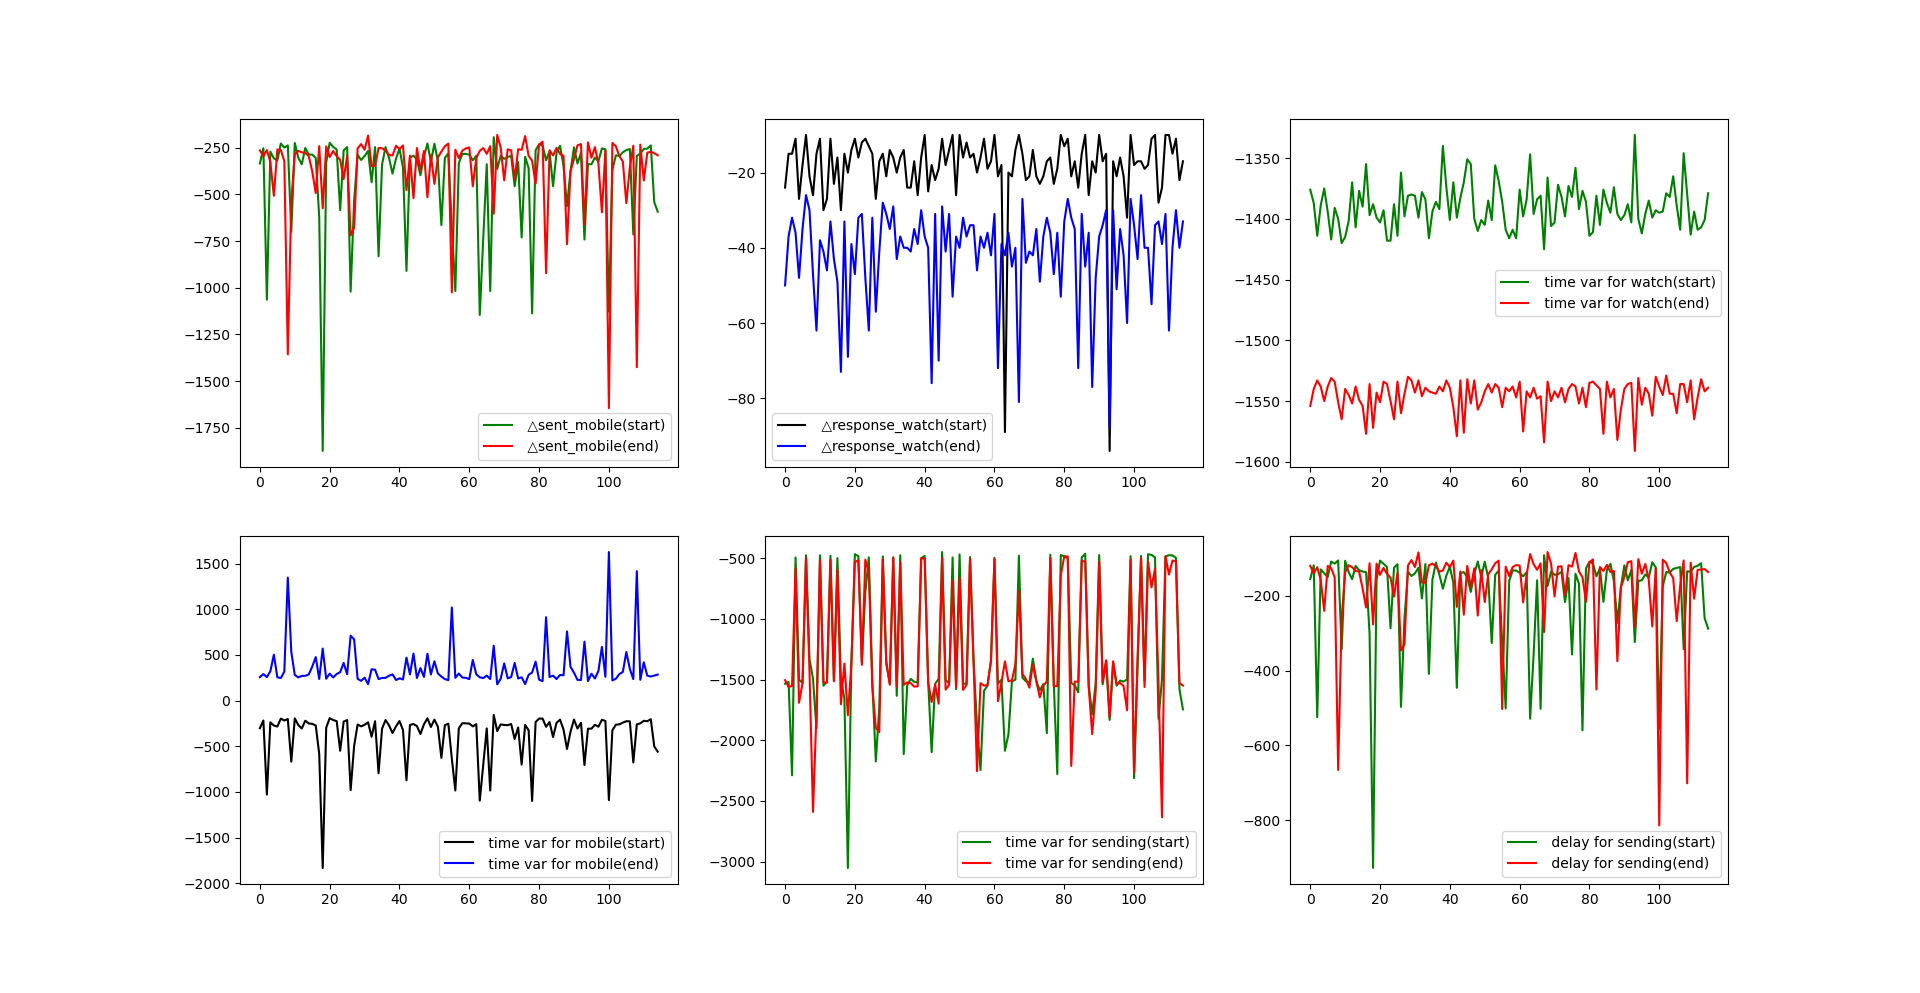 −250
−500
−750
−1000
−1250
−1500
−1750
0 20 40 60 80 100
△sent_mobile(start)
△sent_mobile(end)
−20
−40
−60
−80
0 20 40 60 80 100
△response_watch(start)
△response_watch(end)
−1350
−1400
−1450
−1500
−1550
−1600
0 20 40 60 80 100
time var for watch(start)
time var for watch(end)
1500
1000
500
0
−500
−1000
−1500
−2000
0 20 40 60 80 100
time var for mobile(start)
time var for mobile(end)
−500
−1000
−1500
−2000
−2500
−3000
0 20 40 60 80 100
time var for sending(start)
time var for sending(end)
−200
−400
−600
−800
0 20 40 60 80 100
delay for sending(start)
delay for sending(end)